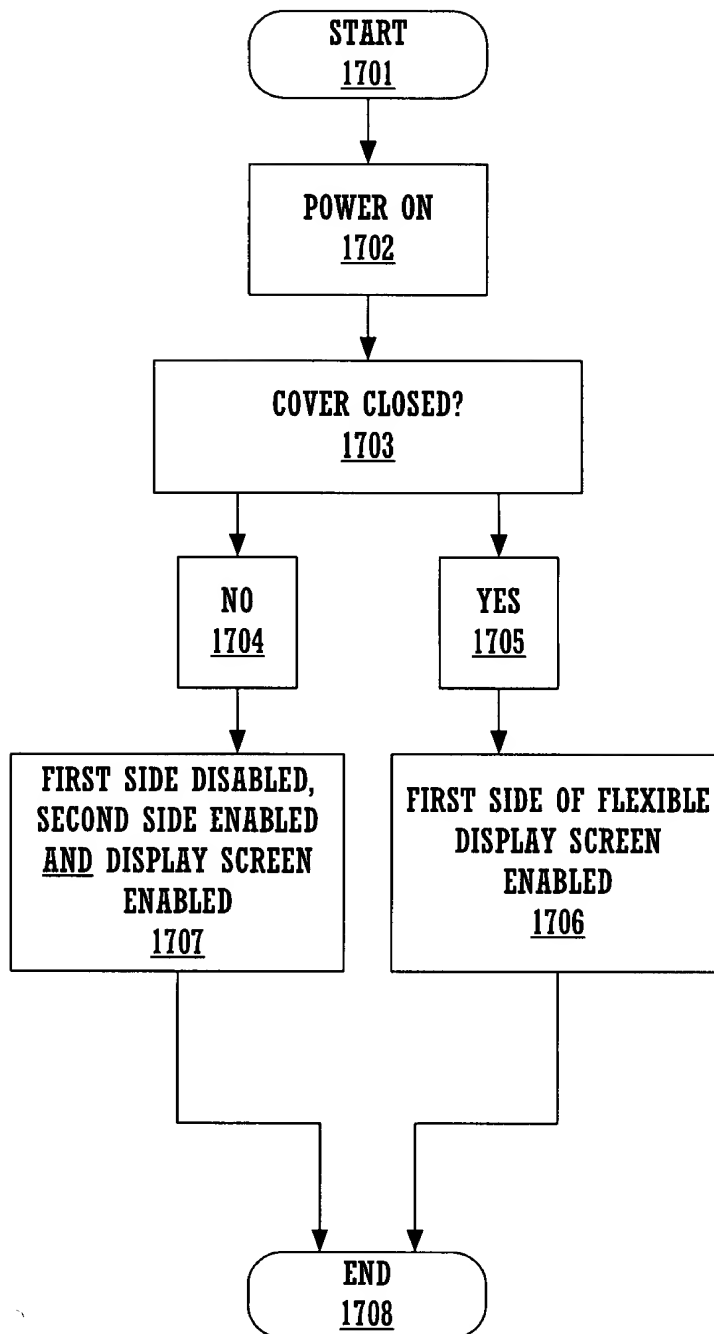 START
1701
POWER ON
1702
COVER CLOSED?
1703
NO
1704
YES
1705
FIRST SIDE DISABLED,
SECOND SIDE ENABLED
AND DISPLAY SCREEN
ENABLED
1707
FIRST SIDE OF FLEXIBLE
DISPLAY SCREEN
ENABLED
1706
END
1708